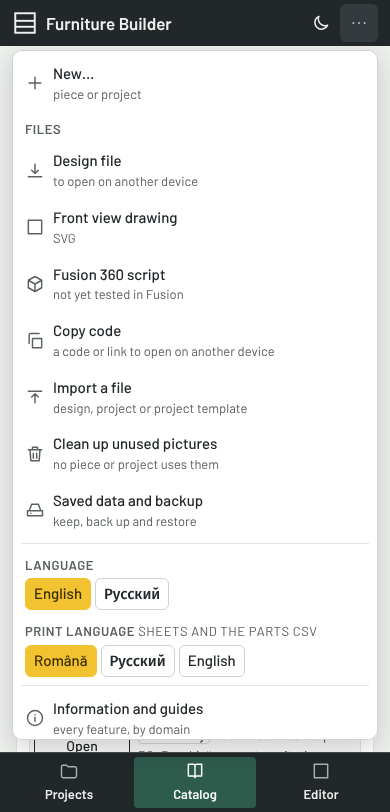 Furniture Builder
New...
piece or project
FILES
Design file
to open on another device
Front view drawing
SVG
Fusion 360 script
not yet tested in Fusion
Copy code
a code or link to open on another device
Import a file
design, project or project template
Clean up unused pictures
no piece or project uses them
Saved data and backup
keep, back up and restore
LANGUAGE
English Русский
PRINT LANGUAGE SHEETS AND THE PARTS CSV
Română Русский English
Information and guides
every feature, by domain
Open
Projects Catalog Editor